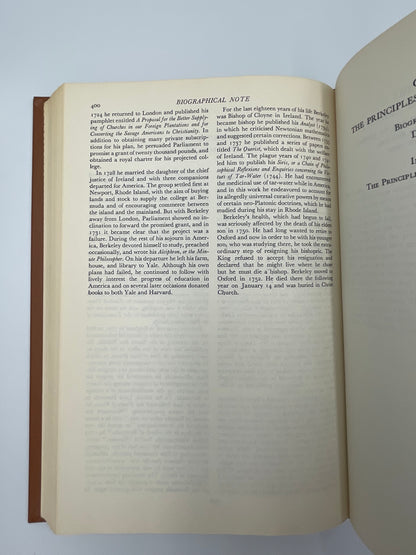 400
BIOGRAPHICAL NOTE
1724 he returned to London and published his
pamphlet entitled A Proposal for the Better Supply-
ing of Churches in our Foreign Plantations and for
Converting the Savage Americans to Christianity. In
addition to obtaining many private subscrip-
tions for his plan, he persuaded Parliament to
promise a grant of twenty thousand pounds, and
obtained a royal charter for his projected col-
lege.
In 1728 he married the daughter of the chief
justice of Ireland and with three companions
departed for America. The group settled first at
Newport, Rhode Island, with the aim of buying
lands and stock to supply the college at Ber-
muda and of encouraging commerce between
the island and the mainland. But with Berkeley
away from London, Parliament showed no in-
clination to forward the promised grant, and in
1731 it became clear that the project was a
failure. During the rest of his sojourn in Amer-
ica, Berkeley devoted himself to study, preached
occasionally, and wrote his Alciphron, or the Min-
ute Philosopher. On his departure he left his farm,
house, and library to Yale. Although his own
plans had failed, he continued to follow with
lively interest the progress of education in
America and on several later occasions donated
books to both Yale and Harvard.
For the last eighteen years of his life Berkeley
was Bishop of Cloyne in Ireland. The year he
became bishop he published his Analyst (1734),
in which he criticised Newtonian mathematics
and suggested certain corrections. Between 1735
and 1737 he published a series of papers en-
titled The Querist, which dealt with the
of Ireland. The plague years of 1740 and 1741
led him to publish his Siris, a Chain of Philo-
sophical Reflexions and Enquiries concerning the Vir-
tues of Tar-Water (1744). He had encountered
the medicinal use of tar-water while in America,
and in this work he endeavored to account for
its allegedly universal curative powers by means
of certain neo-Platonic doctrines, which he had
studied during his stay in Rhode Island.
Berkeley's health, which had begun to fail,
was seriously affected by the death of his eldest
son in 1750. He had long wanted to retire to
Oxford and now in order to be with his younger
son, who was studying there, he took the extra-
ordinary step of resigning his bishopric. The
King refused to accept his resignation and
declared that he might live where he chose
but he must die a bishop. Berkeley moved to
Oxford in 1752. He died there the following
year on January 14 and was buried in Christ
Church.
THE PRINCIPLES
BIOG
THE PRINCIPLE